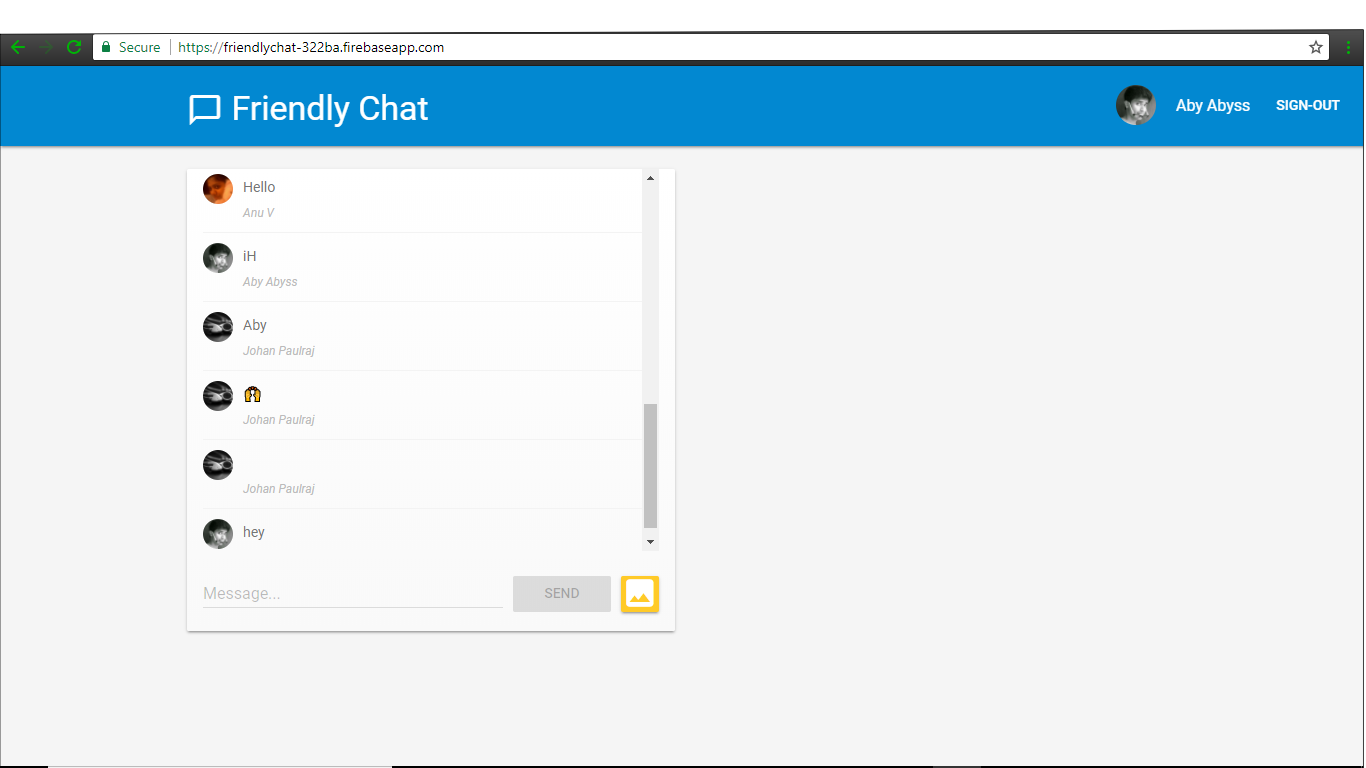 Secure https://friendlychat-322ba.firebaseapp.com
Friendly Chat
Aby Abyss SIGN-OUT
Hello
Anu V
iH
Aby Abyss
Aby
Johan Paulraj
🙌
Johan Paulraj
Johan Paulraj
hey
Message... SEND